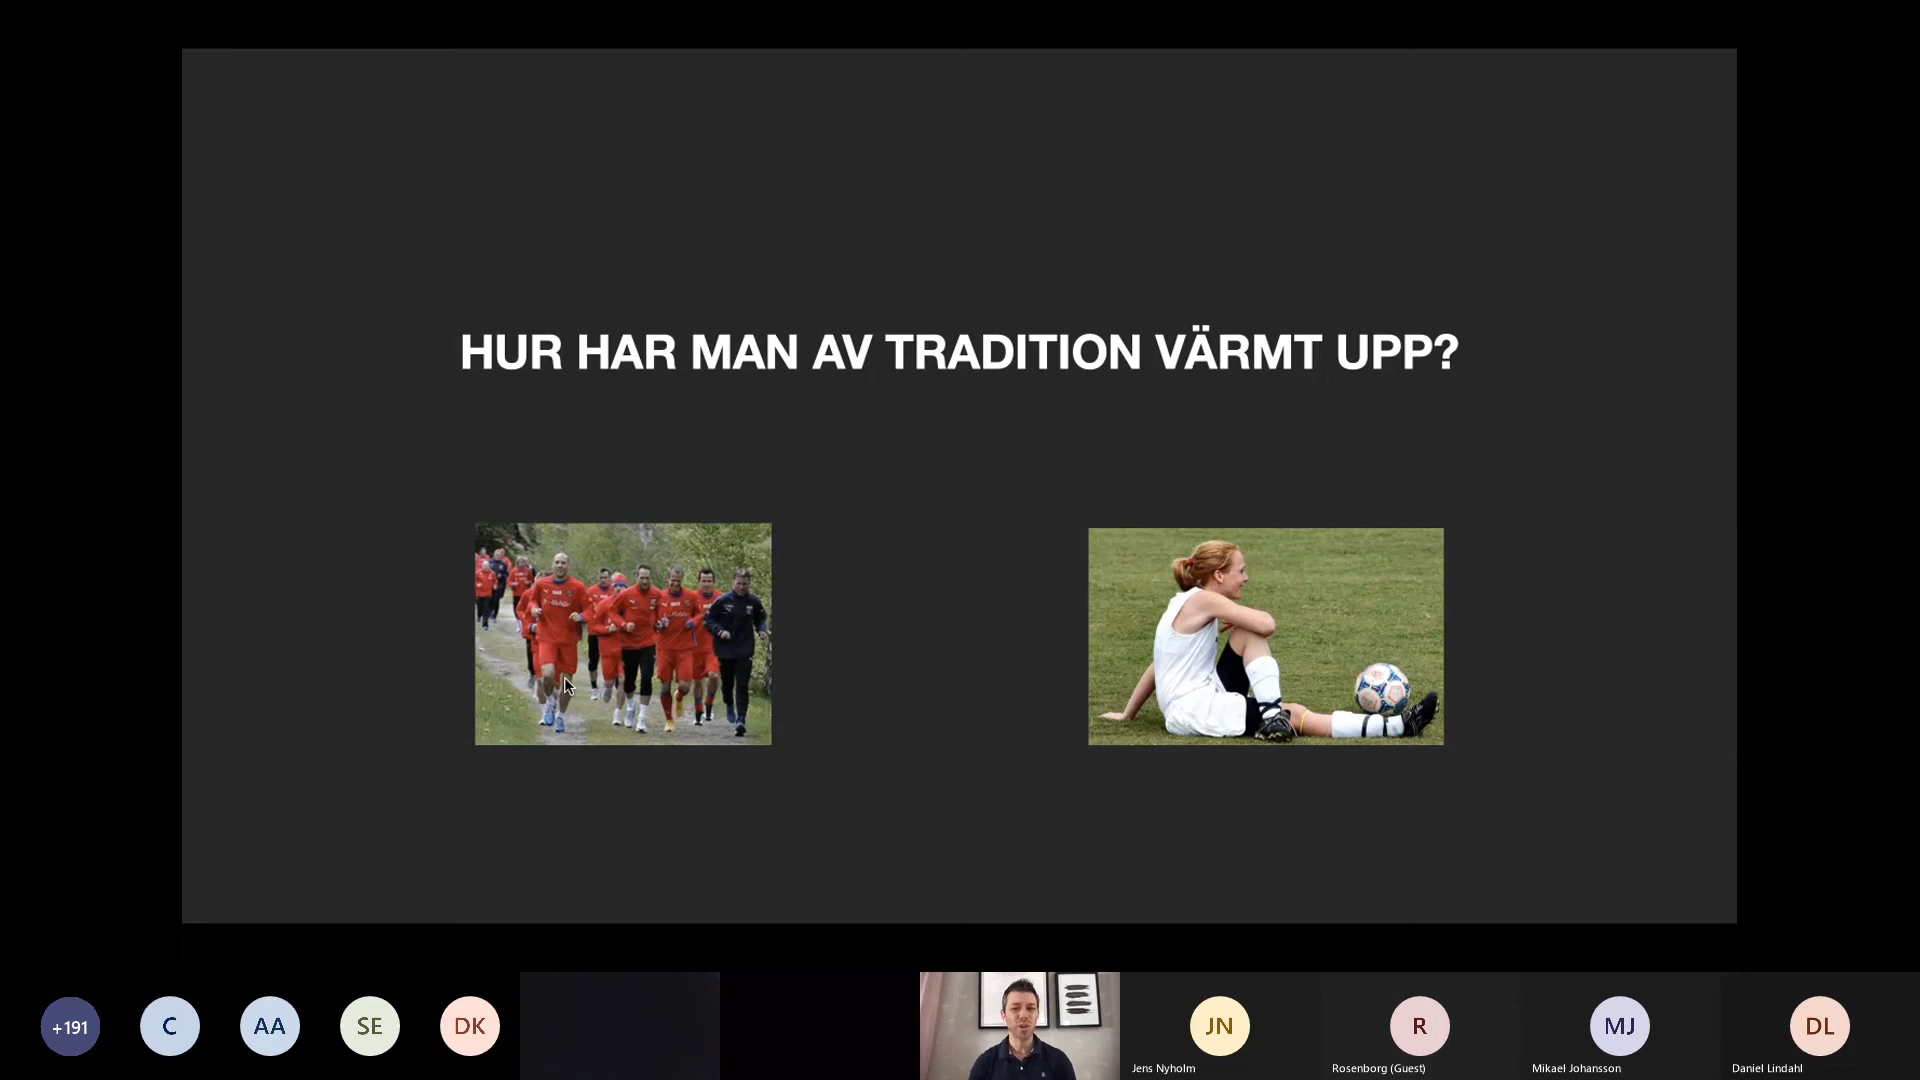 HUR HAR MAN AV TRADITION VÄRMT UPP?
+191
C
AA
SE
DK
JN
R
MJ
DL
Jens Nyholm
Rosenborg (Guest)
Mikael Johansson
Daniel Lindahl